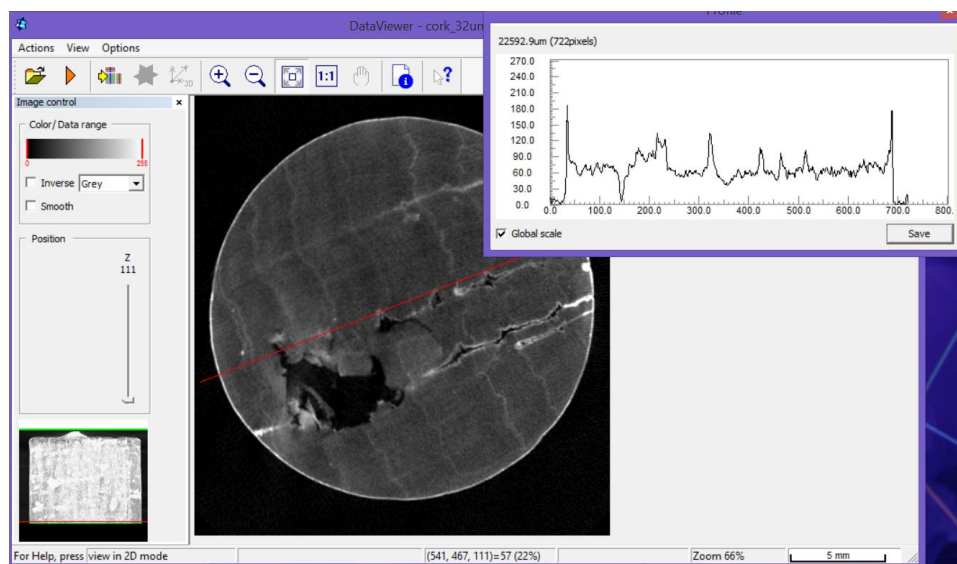 DataViewer - cork_32un
Profile
Actions View Options
1:1
3D
i
?
Image control
×
Color/Data range
0 255
Inverse Grey
Smooth
Position
Z
111
For Help, press view in 2D mode
(541, 467, 111)=57 (22%)
Zoom 66%
5 mm
22592.9um (722pixels)
270.0
240.0
210.0
180.0
150.0
120.0
90.0
60.0
30.0
0.0
0.0 100.0 200.0 300.0 400.0 500.0 600.0 700.0 800.
Global scale
Save